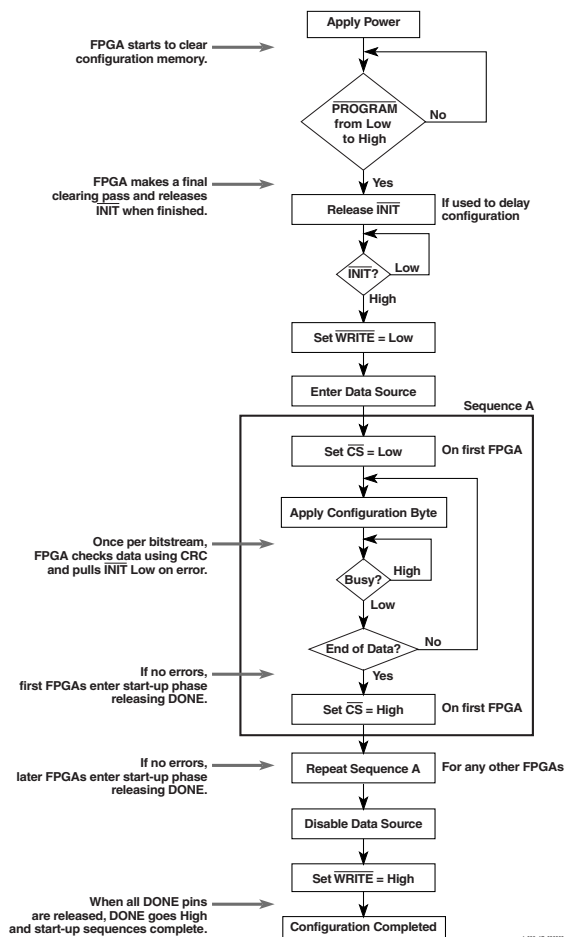 Apply Power
FPGA starts to clear
configuration memory.
PROGRAM
from Low
to High
No
Yes
FPGA makes a final
clearing pass and releases
INIT when finished.
Release INIT
If used to delay
configuration
INIT?
Low
High
Set WRITE = Low
Enter Data Source
Sequence A
Set CS = Low
On first FPGA
Apply Configuration Byte
Once per bitstream,
FPGA checks data using CRC
and pulls INIT Low on error.
Busy?
High
Low
End of Data?
No
Yes
If no errors,
first FPGAs enter start-up phase
releasing DONE.
Set CS = High
On first FPGA
If no errors,
later FPGAs enter start-up phase
releasing DONE.
Repeat Sequence A
For any other FPGAs
Disable Data Source
Set WRITE = High
When all DONE pins
are released, DONE goes High
and start-up sequences complete.
Configuration Completed